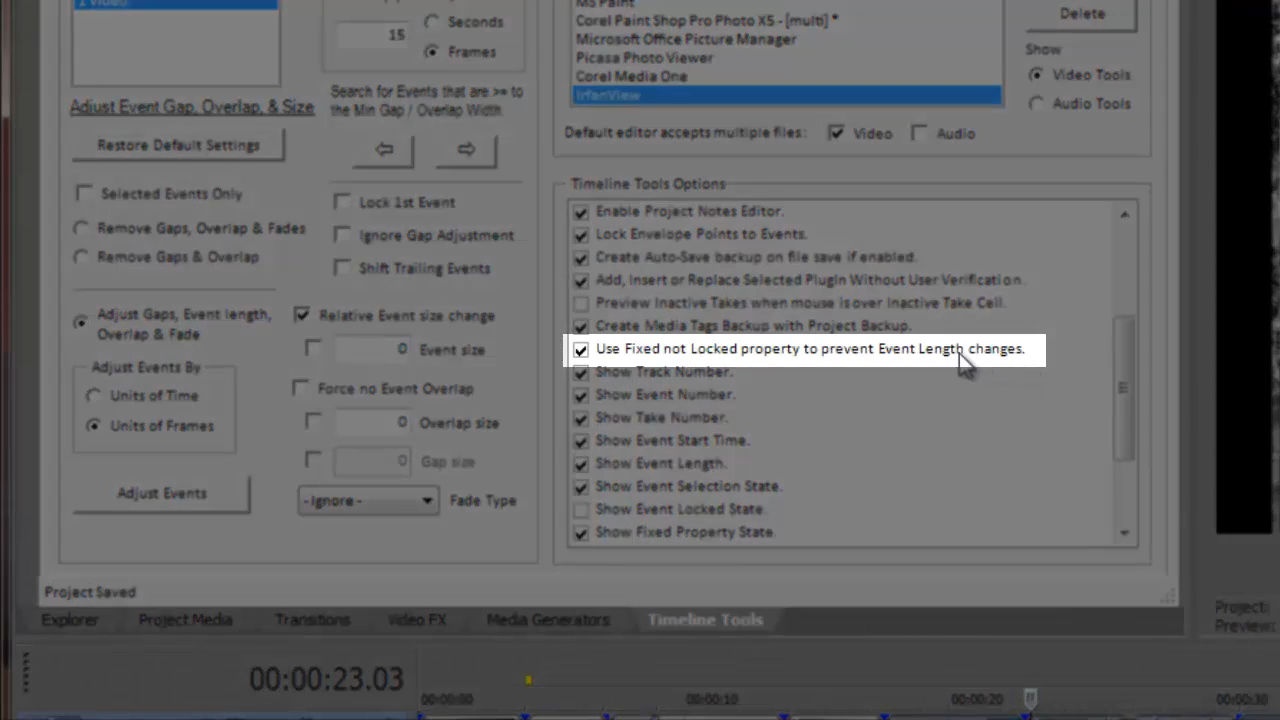 1 Video
MS Paint
Seconds
Corel Paint Shop Pro Photo X5 - [multi] *
Delete
15
Microsoft Office Picture Manager
Frames
Show
Picasa Photo Viewer
Video Tools
Corel Media One
Search for Events that are >= to
IrfanView
Audio Tools
Adjust Event Gap, Overlap, & Size
the Min Gap / Overlap Width
Default editor accepts multiple files:
Video
Audio
Restore Default Settings
Timeline Tools Options
Selected Events Only
Lock 1st Event
Enable Project Notes Editor.
Remove Gaps, Overlap & Fades
Ignore Gap Adjustment
Lock Envelope Points to Events.
Remove Gaps & Overlap
Shift Trailing Events
Create Auto-Save backup on file save if enabled.
Add, Insert or Replace Selected PlugIn Without User Verification.
Preview Inactive Takes when mouse is over Inactive Take Cell.
Adjust Gaps, Event length,
Overlap & Fade
Relative Event size change
Create Media Tags Backup with Project Backup.
0
Event size
Use Fixed not Locked property to prevent Event Length changes.
Adjust Events By
Show Track Number.
Units of Time
Force no Event Overlap
Show Event Number.
Units of Frames
0
Overlap size
Show Take Number.
Show Event Start Time.
0
Gap size
Show Event Length.
Adjust Events
- Ignore -
Fade Type
Show Event Selection State.
Show Event Locked State.
Show Fixed Property State.
Project Saved
Explorer
Project Media
Transitions
Video FX
Media Generators
Timeline Tools
Project:
Preview:
00:00:23.03
00:00:00
00:00:10
00:00:20
00:00:30